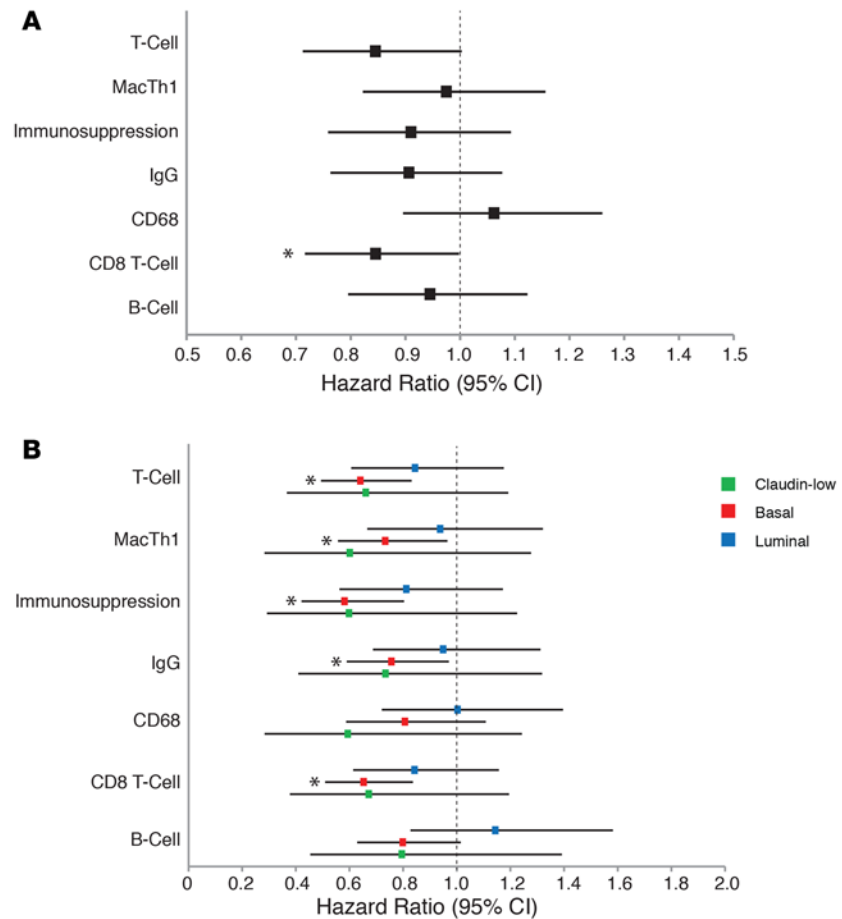 A
T-Cell
MacTh1
Immunosuppression
IgG
CD68
* CD8 T-Cell
B-Cell
0.5 0.6 0.7 0.8 0.9 1.0 1.1 1. 2 1.3 1.4 1.5
Hazard Ratio (95% CI)
B
T-Cell *
MacTh1 *
Immunosuppression *
IgG *
CD68
CD8 T-Cell *
B-Cell
Claudin-low
Basal
Luminal
0 0.2 0.4 0.6 0.8 1.0 1.2 1.4 1.6 1.8 2.0
Hazard Ratio (95% CI)